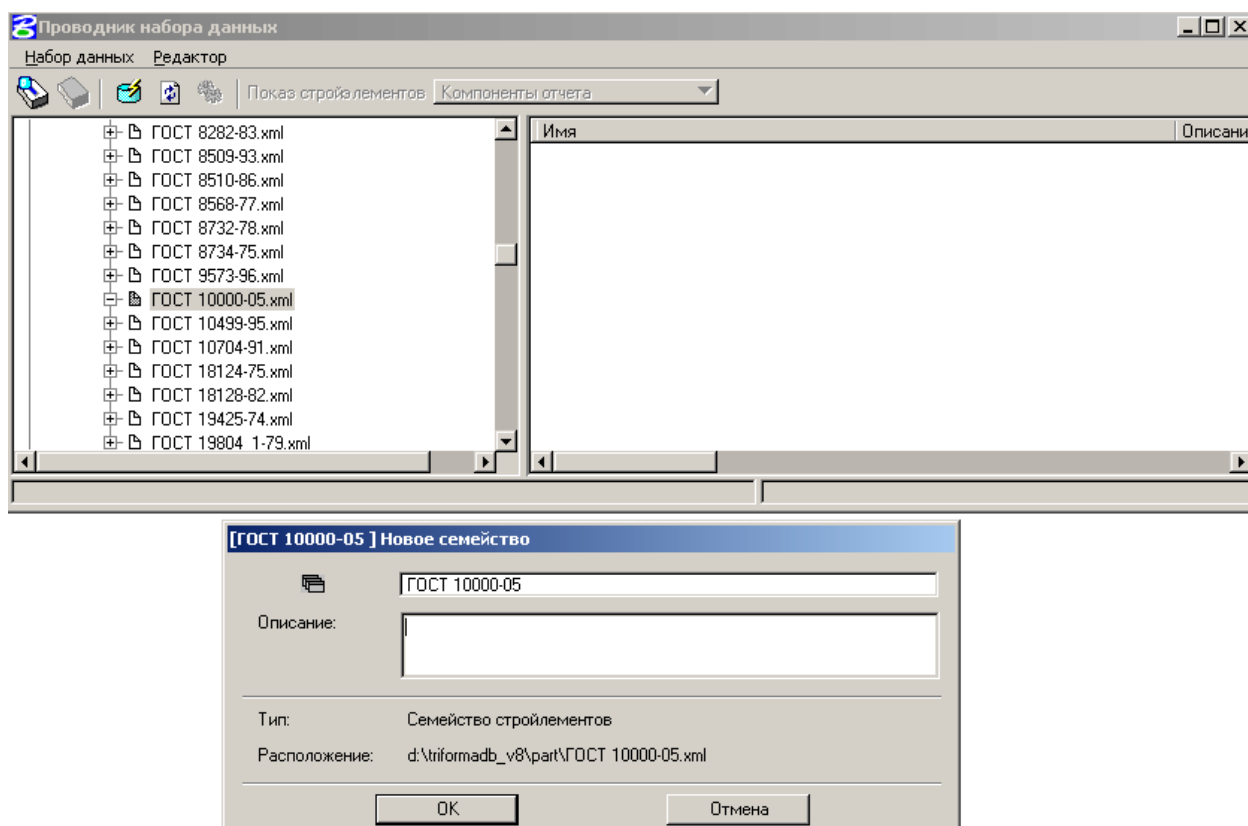 Проводник набора данных
Набор данных Редактор
Показ стройэлементов Компоненты отчета
ГОСТ 8282-83.xml
ГОСТ 8509-93.xml
ГОСТ 8510-86.xml
ГОСТ 8568-77.xml
ГОСТ 8732-78.xml
ГОСТ 8734-75.xml
ГОСТ 9573-96.xml
ГОСТ 10000-05.xml
ГОСТ 10499-95.xml
ГОСТ 10704-91.xml
ГОСТ 18124-75.xml
ГОСТ 18128-82.xml
ГОСТ 19425-74.xml
ГОСТ 19804_1-79.xml
Имя Описани
[ГОСТ 10000-05 ] Новое семейство
ГОСТ 10000-05
Описание:
Тип: Семейство стройлементов
Расположение: d:\triformadb_v8\part\ГОСТ 10000-05.xml
OK Отмена